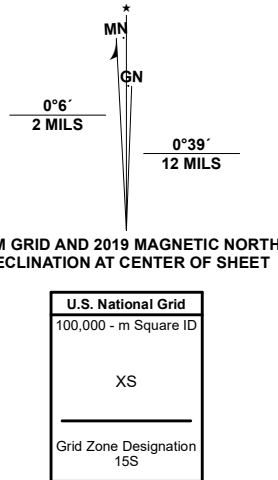 MN
GN
0°6´
2 MILS
0°39´
12 MILS
M GRID AND 2019 MAGNETIC NORTH
ECLINATION AT CENTER OF SHEET
U.S. National Grid
100,000 - m Square ID
XS
Grid Zone Designation
15S